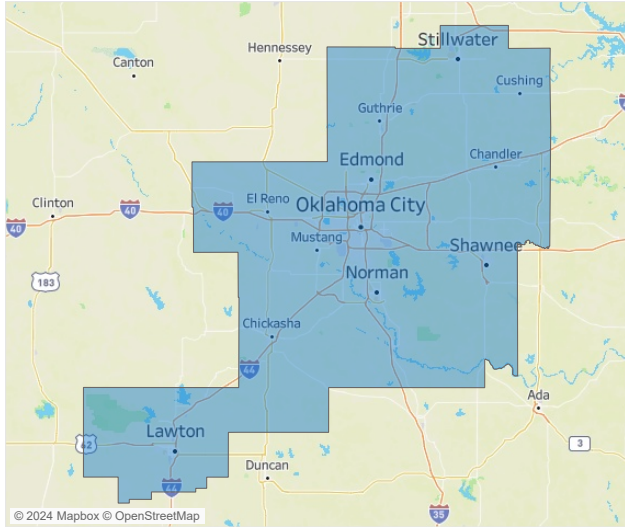 Stillwater
Hennessey
Canton
Cushing
Guthrie
Edmond
Chandler
El Reno
Clinton
Oklahoma City
40
40
40
Mustang
Shawnee
Norman
183
Chickasha
44
Ada
Lawton
62
3
Duncan
44
35
© 2024 Mapbox © OpenStreetMap